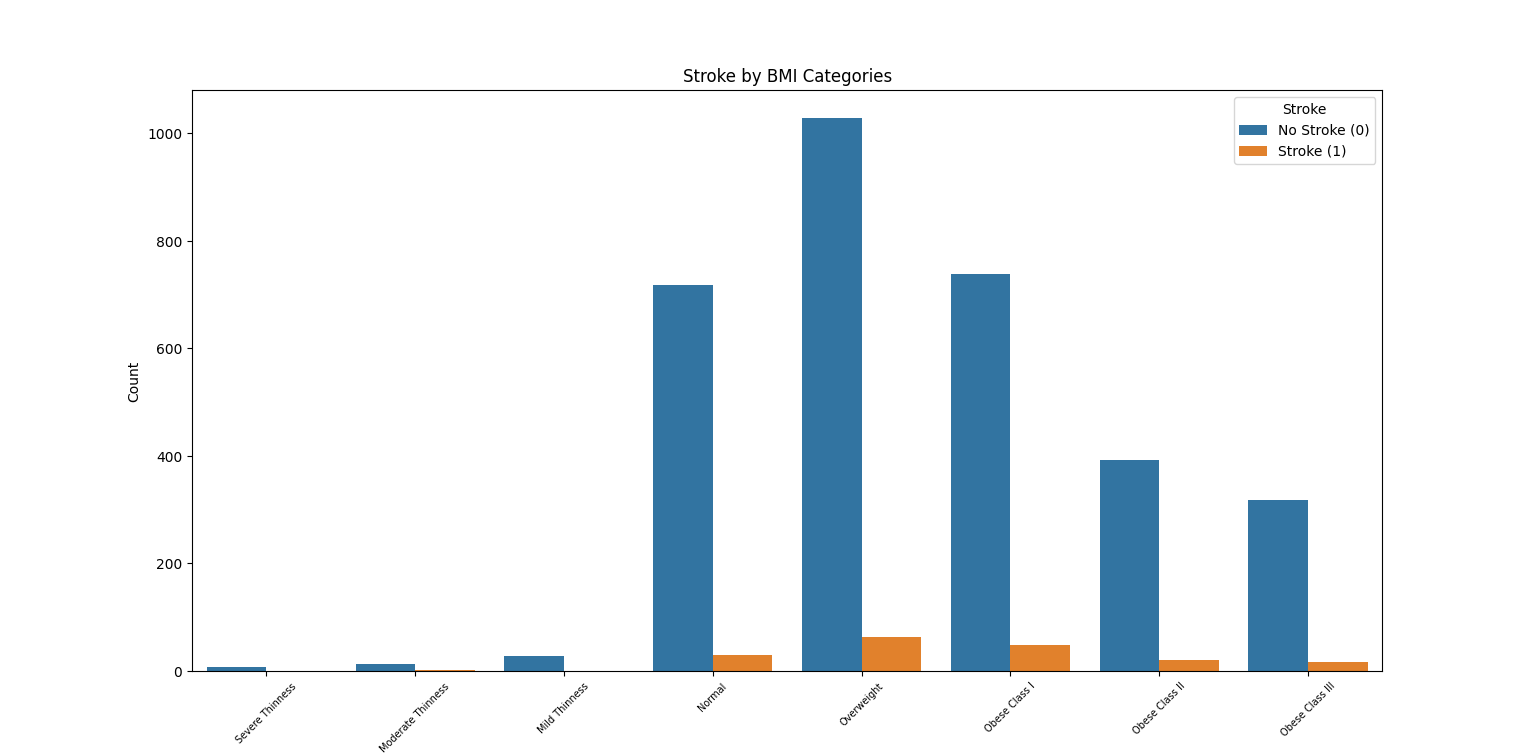 Stroke by BMI Categories
Stroke
No Stroke (0)
Stroke (1)
Count
1000
800
600
400
200
0
Severe Thinness
Moderate Thinness
Mild Thinness
Normal
Overweight
Obese Class I
Obese Class II
Obese Class III